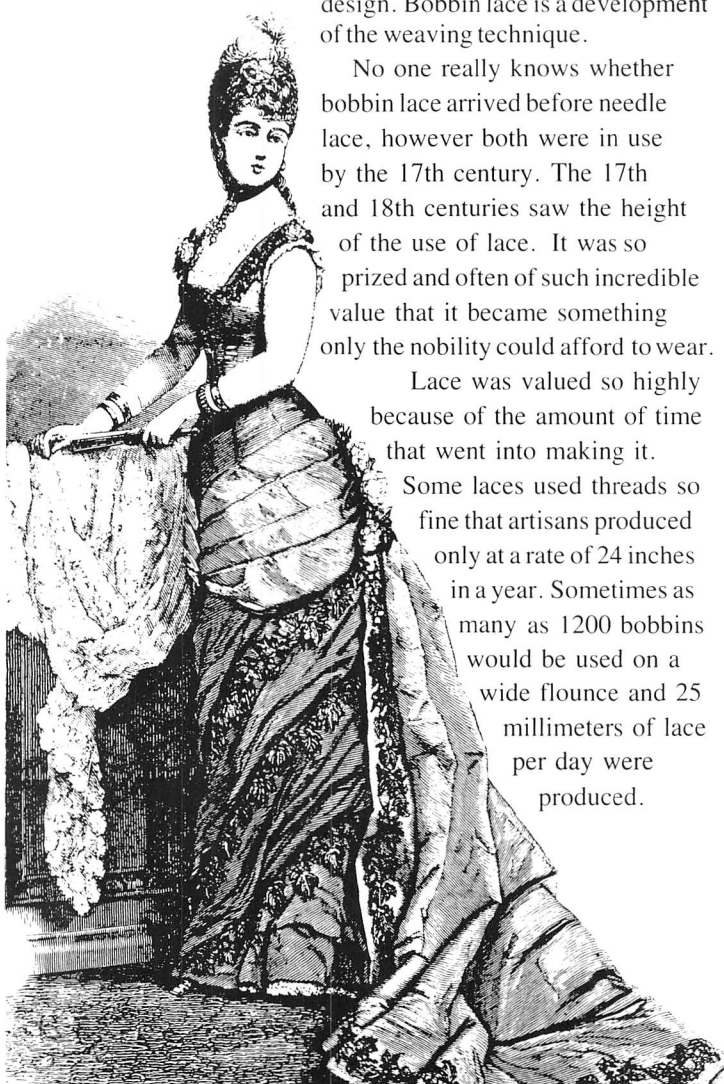 design. Bobbin lace is a development
of the weaving technique.
No one really knows whether
bobbin lace arrived before needle
lace, however both were in use
by the 17th century. The 17th
and 18th centuries saw the height
of the use of lace. It was so
prized and often of such incredible
value that it became something
only the nobility could afford to wear.
Lace was valued so highly
because of the amount of time
that went into making it.
Some laces used threads so
fine that artisans produced
only at a rate of 24 inches
in a year. Sometimes as
many as 1200 bobbins
would be used on a
wide flounce and 25
millimeters of lace
per day were
produced.